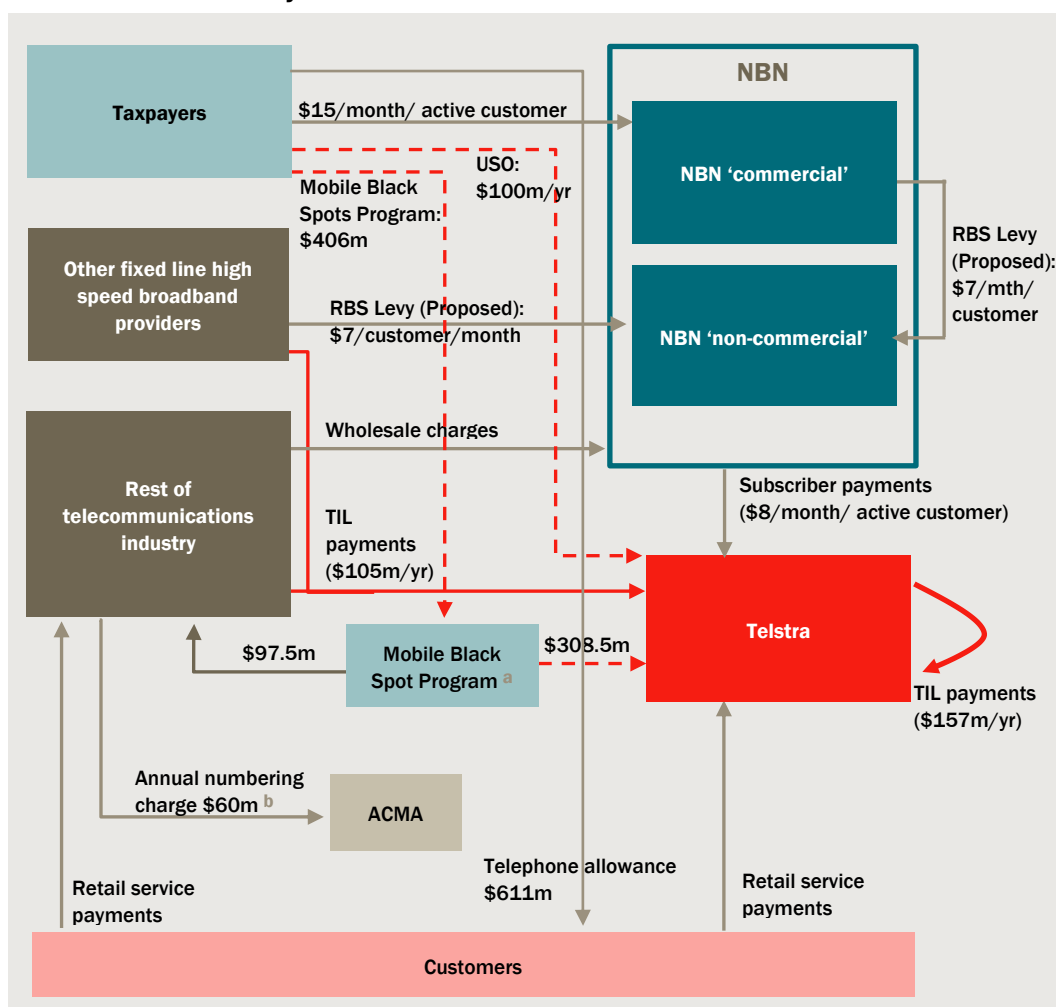 NBN
Taxpayers
$15/month/ active customer
NBN ‘commercial’
USO:
$100m/yr
Mobile Black
Spots Program:
$406m
Other fixed line high
speed broadband
providers
RBS Levy (Proposed):
$7/customer/month
NBN ‘non-commercial’
RBS Levy
(Proposed):
$7/mth/
customer
Wholesale charges
Rest of
telecommunications
industry
Subscriber payments
($8/month/ active customer)
TIL
payments
($105m/yr)
Telstra
$97.5m
Mobile Black
Spot Program a
$308.5m
TIL payments
($157m/yr)
Annual numbering
charge $60m b
ACMA
Telephone allowance
$611m
Retail service
payments
Retail service
payments
Customers